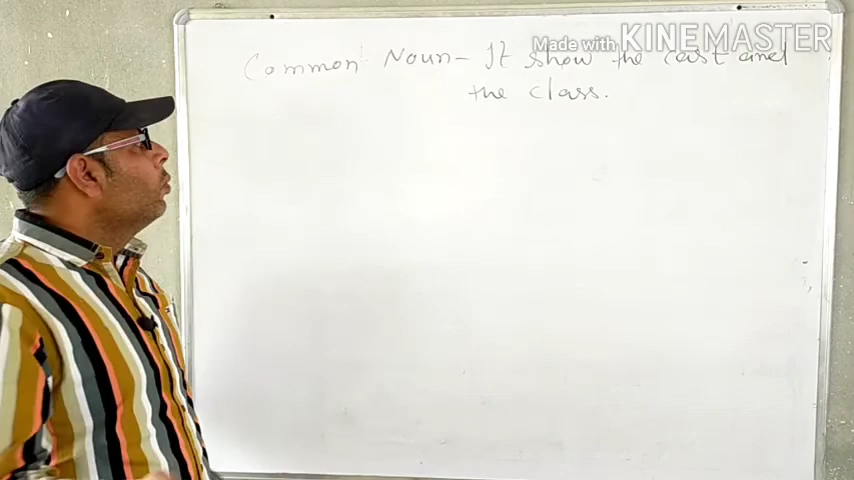 Made with KINEMASTER
Common Noun - It show the cast and
the class.